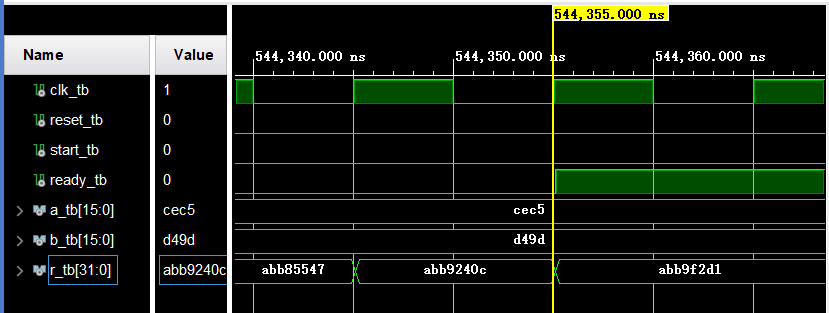 544,355.000 ns
Name Value 544,340.000 ns 544,350.000 ns 544,360.000 ns
clk_tb 1
reset_tb 0
start_tb 0
ready_tb 0
a_tb[15:0] cec5 cec5
b_tb[15:0] d49d d49d
r_tb[31:0] abb9240c abb85547 abb9240c abb9f2d1